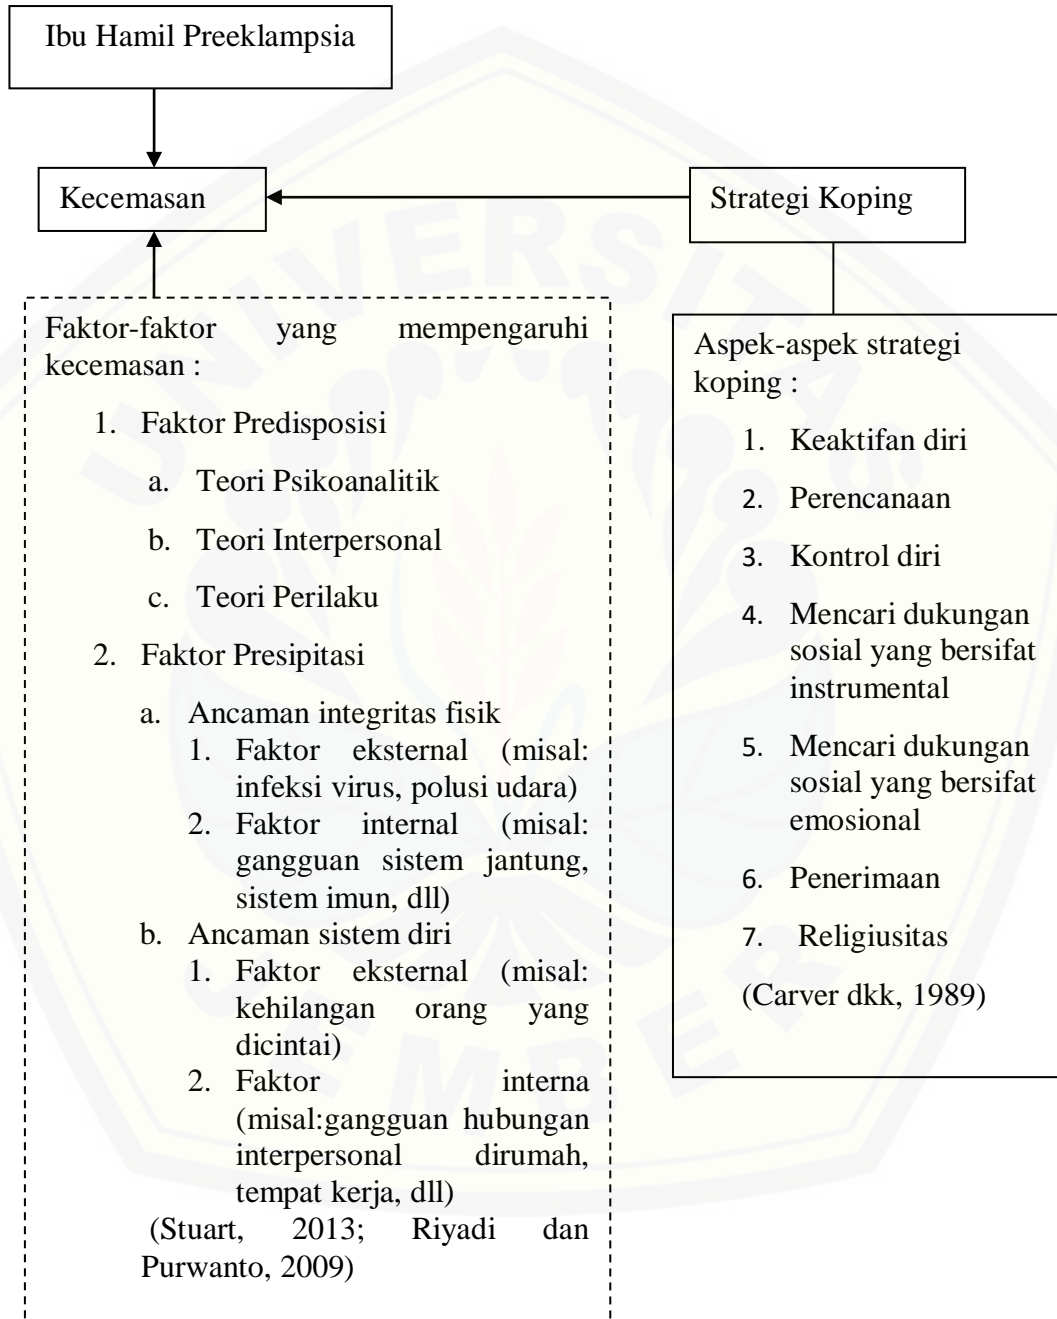 Ibu Hamil Preeklampsia
Kecemasan
Strategi Koping
Faktor-faktor yang mempengaruhi
kecemasan :
1. Faktor Predisposisi
a. Teori Psikoanalitik
b. Teori Interpersonal
c. Teori Perilaku
2. Faktor Presipitasi
a. Ancaman integritas fisik
1. Faktor eksternal (misal:
infeksi virus, polusi udara)
2. Faktor internal (misal:
gangguan sistem jantung,
sistem imun, dll)
b. Ancaman sistem diri
1. Faktor eksternal (misal:
kehilangan orang yang
dicintai)
2. Faktor interna
(misal:gangguan hubungan
interpersonal dirumah,
tempat kerja, dll)
(Stuart, 2013; Riyadi dan
Purwanto, 2009)
Aspek-aspek strategi
koping :
1. Keaktifan diri
2. Perencanaan
3. Kontrol diri
4. Mencari dukungan
sosial yang bersifat
instrumental
5. Mencari dukungan
sosial yang bersifat
emosional
6. Penerimaan
7. Religiusitas
(Carver dkk, 1989)
UNIVERSITAS
JEMBER